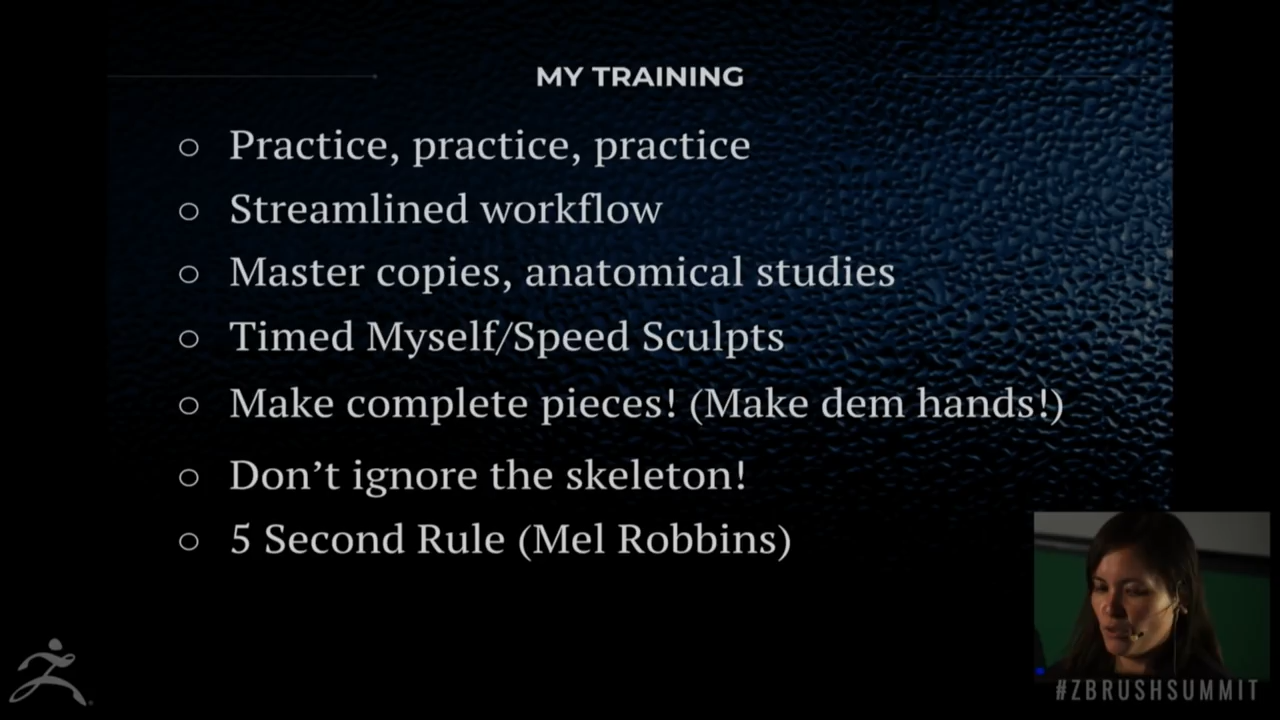 MY TRAINING
Practice, practice, practice
Streamlined workflow
Master copies, anatomical studies
Timed Myself/Speed Sculpts
Make complete pieces! (Make dem hands!)
Don’t ignore the skeleton!
5 Second Rule (Mel Robbins)
#ZBRUSHSUMMIT